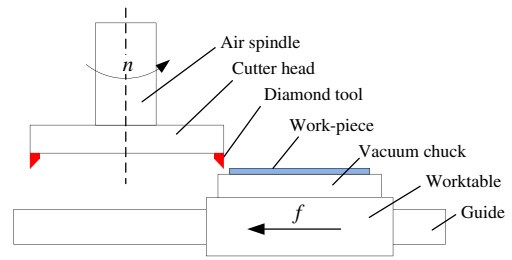 Air spindle
n
Cutter head
Diamond tool
Work-piece
Vacuum chuck
Worktable
f
Guide